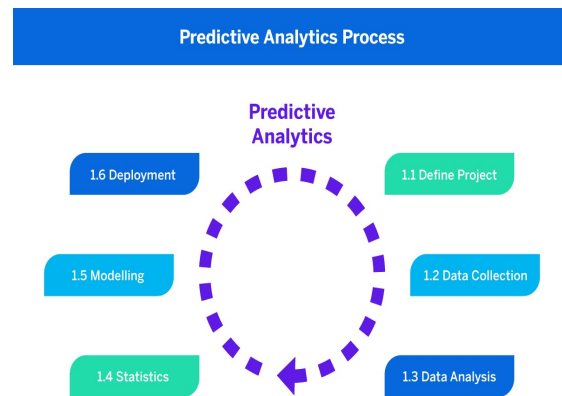 Predictive Analytics Process
Predictive
Analytics
1.6 Deployment
1.1 Define Project
1.5 Modelling
1.2 Data Collection
1.4 Statistics
1.3 Data Analysis